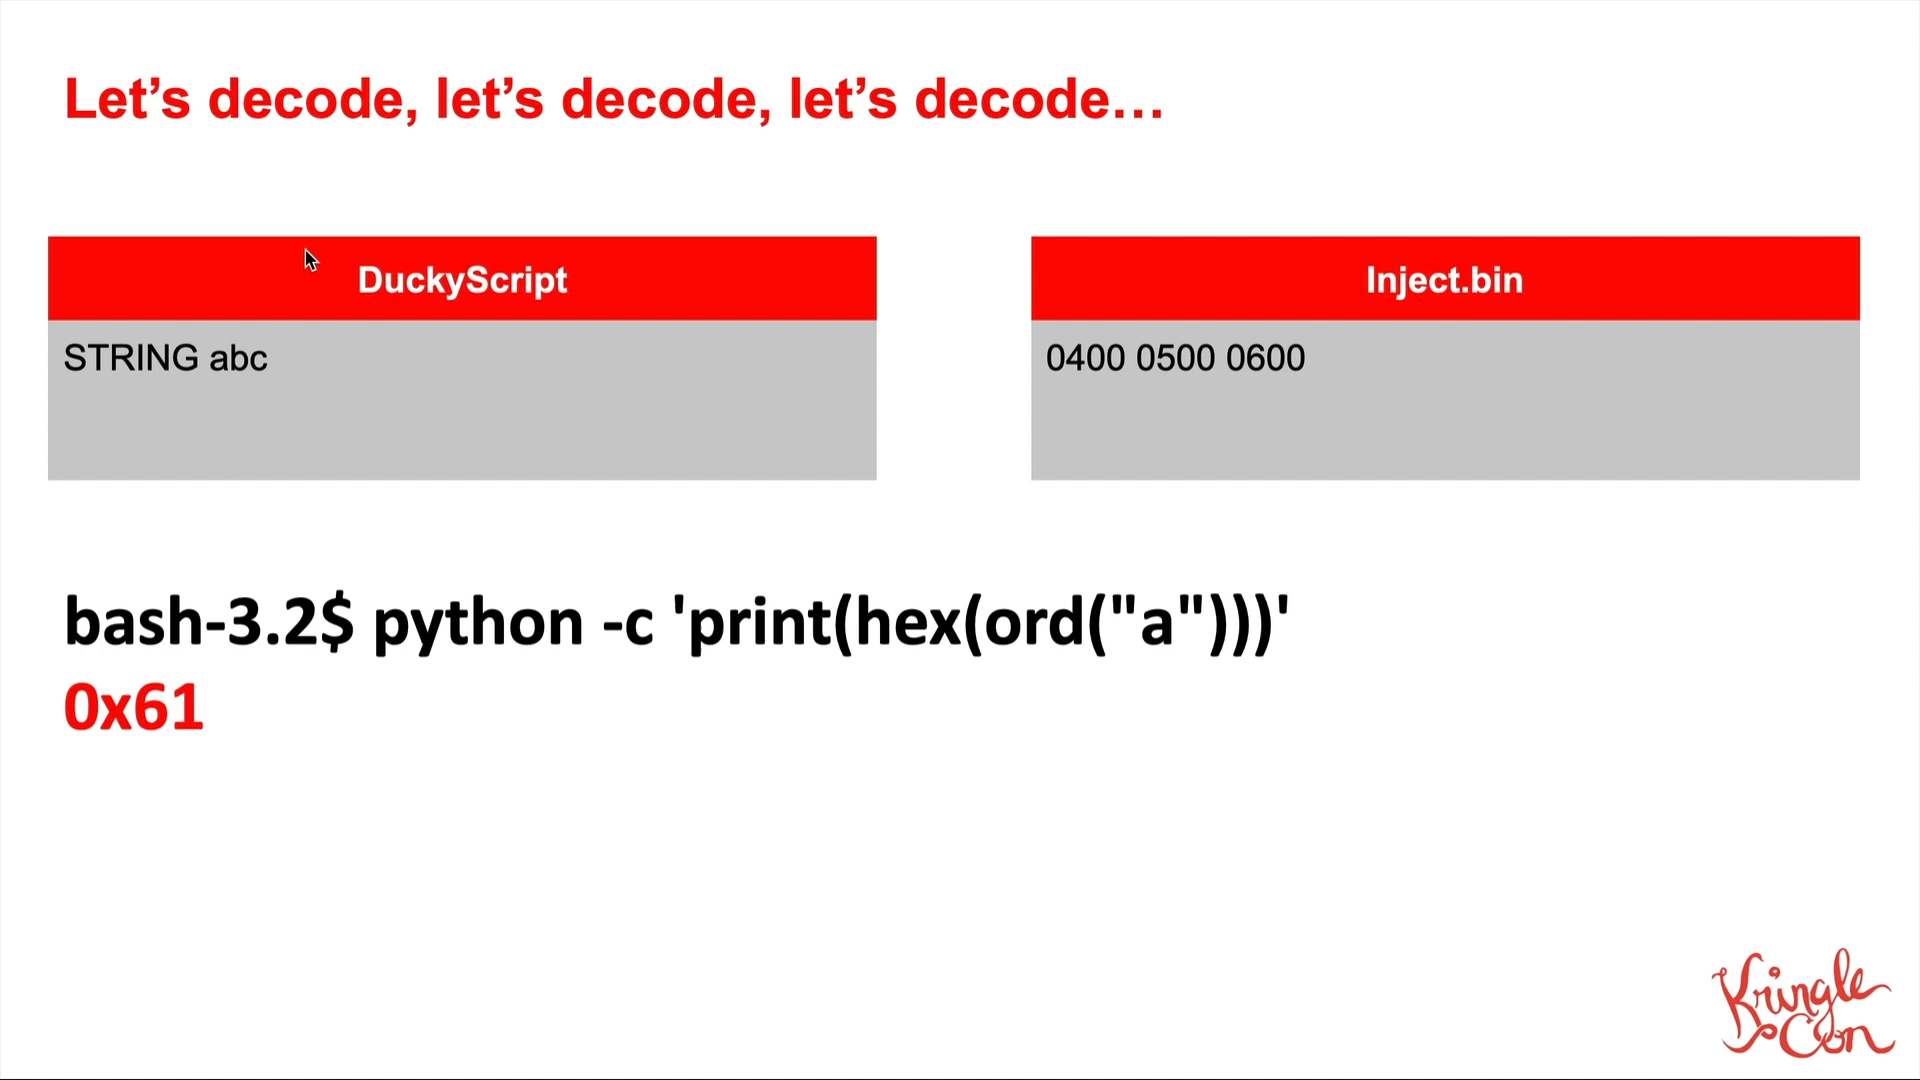 Let’s decode, let’s decode, let’s decode…
DuckyScript
STRING abc
Inject.bin
0400 0500 0600
bash-3.2$ python -c 'print(hex(ord("a")))'
0x61
Kringle
Con